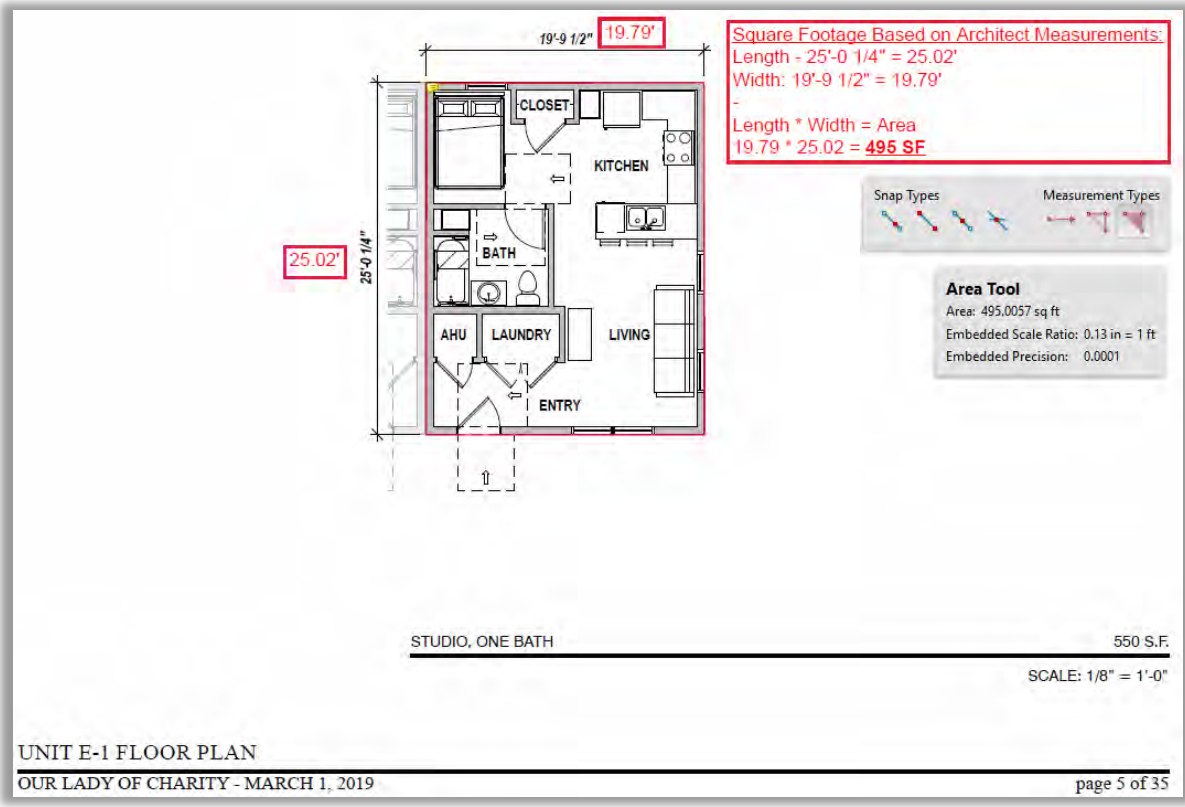 19'-9 1/2"
19.79'
Square Footage Based on Architect Measurements:
Length - 25'-0 1/4" = 25.02'
Width: 19'-9 1/2" = 19.79'
-
Length * Width = Area
19.79 * 25.02 = 495 SF
CLOSET
KITCHEN
Snap Types
Measurement Types
25.02'
25'-0 1/4"
BATH
Area Tool
Area: 495.0057 sq ft
Embedded Scale Ratio: 0.13 in = 1 ft
Embedded Precision: 0.0001
AHU
LAUNDRY
LIVING
ENTRY
STUDIO, ONE BATH
550 S.F.
SCALE: 1/8" = 1'-0"
UNIT E-1 FLOOR PLAN
OUR LADY OF CHARITY - MARCH 1, 2019
page 5 of 35